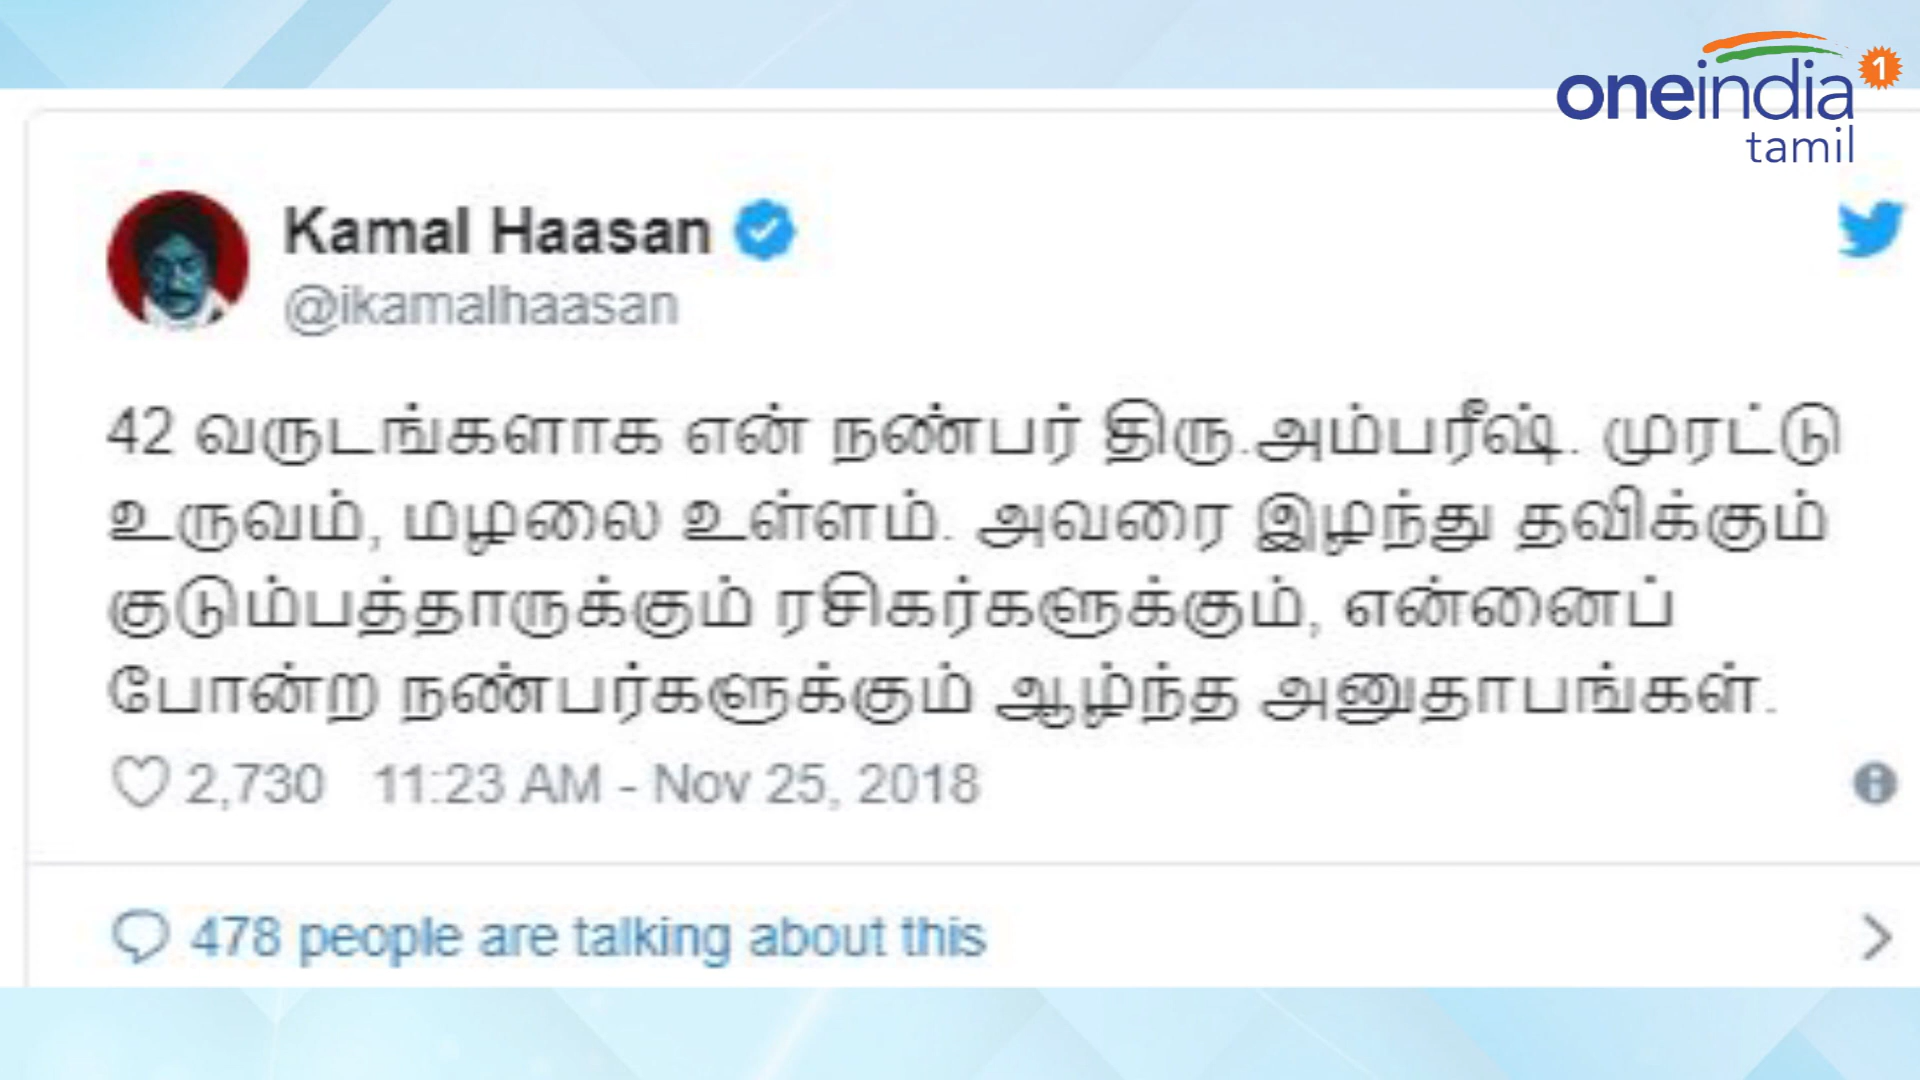 oneindia 1
tamil
Kamal Haasan
@ikamalhaasan
42 வருடங்களாக என் நண்பர் திரு.அம்பரீஷ். முரட்டு
உருவம், மழலை உள்ளம். அவரை இழந்து தவிக்கும்
குடும்பத்தாருக்கும் ரசிகர்களுக்கும், என்னைப்
போன்ற நண்பர்களுக்கும் ஆழ்ந்த அனுதாபங்கள்.
2,730 11:23 AM - Nov 25, 2018
478 people are talking about this